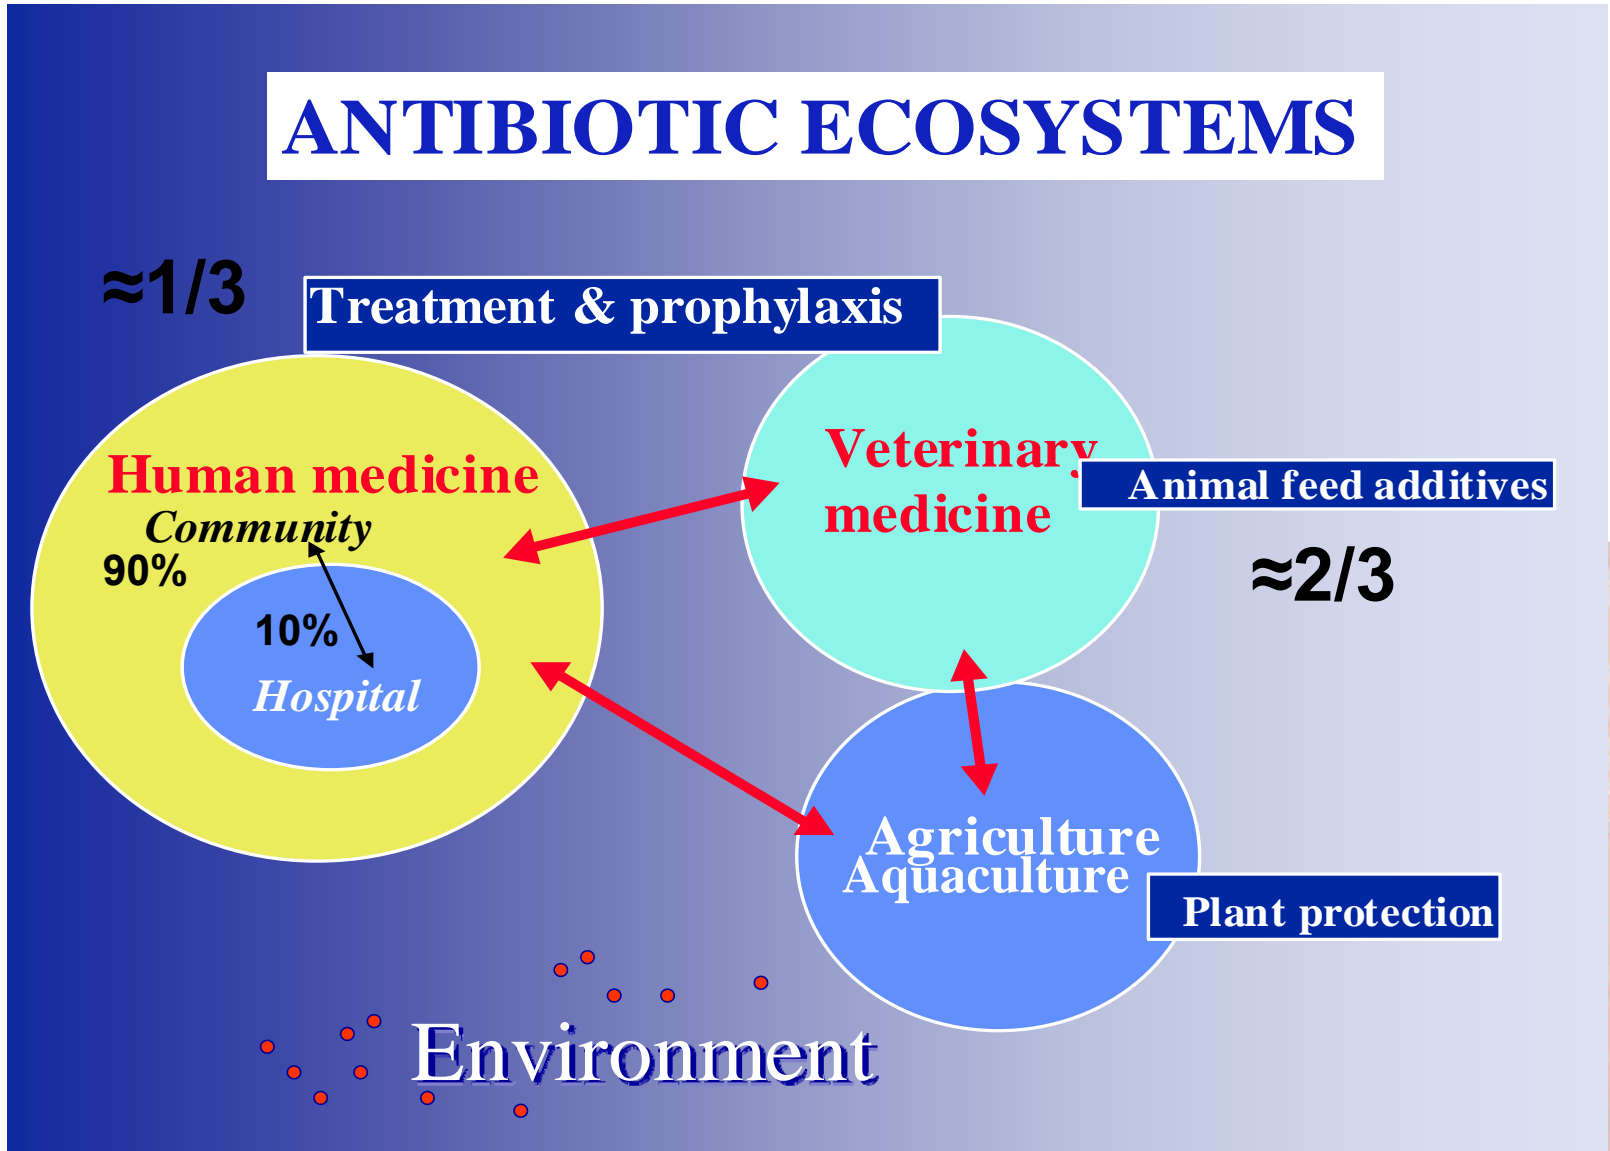 ANTIBIOTIC ECOSYSTEMS
≈1/3
Treatment & prophylaxis
Human medicine
Community
90%
10%
Hospital
Veterinary
medicine
Animal feed additives
≈2/3
Agriculture
Aquaculture
Plant protection
Environment